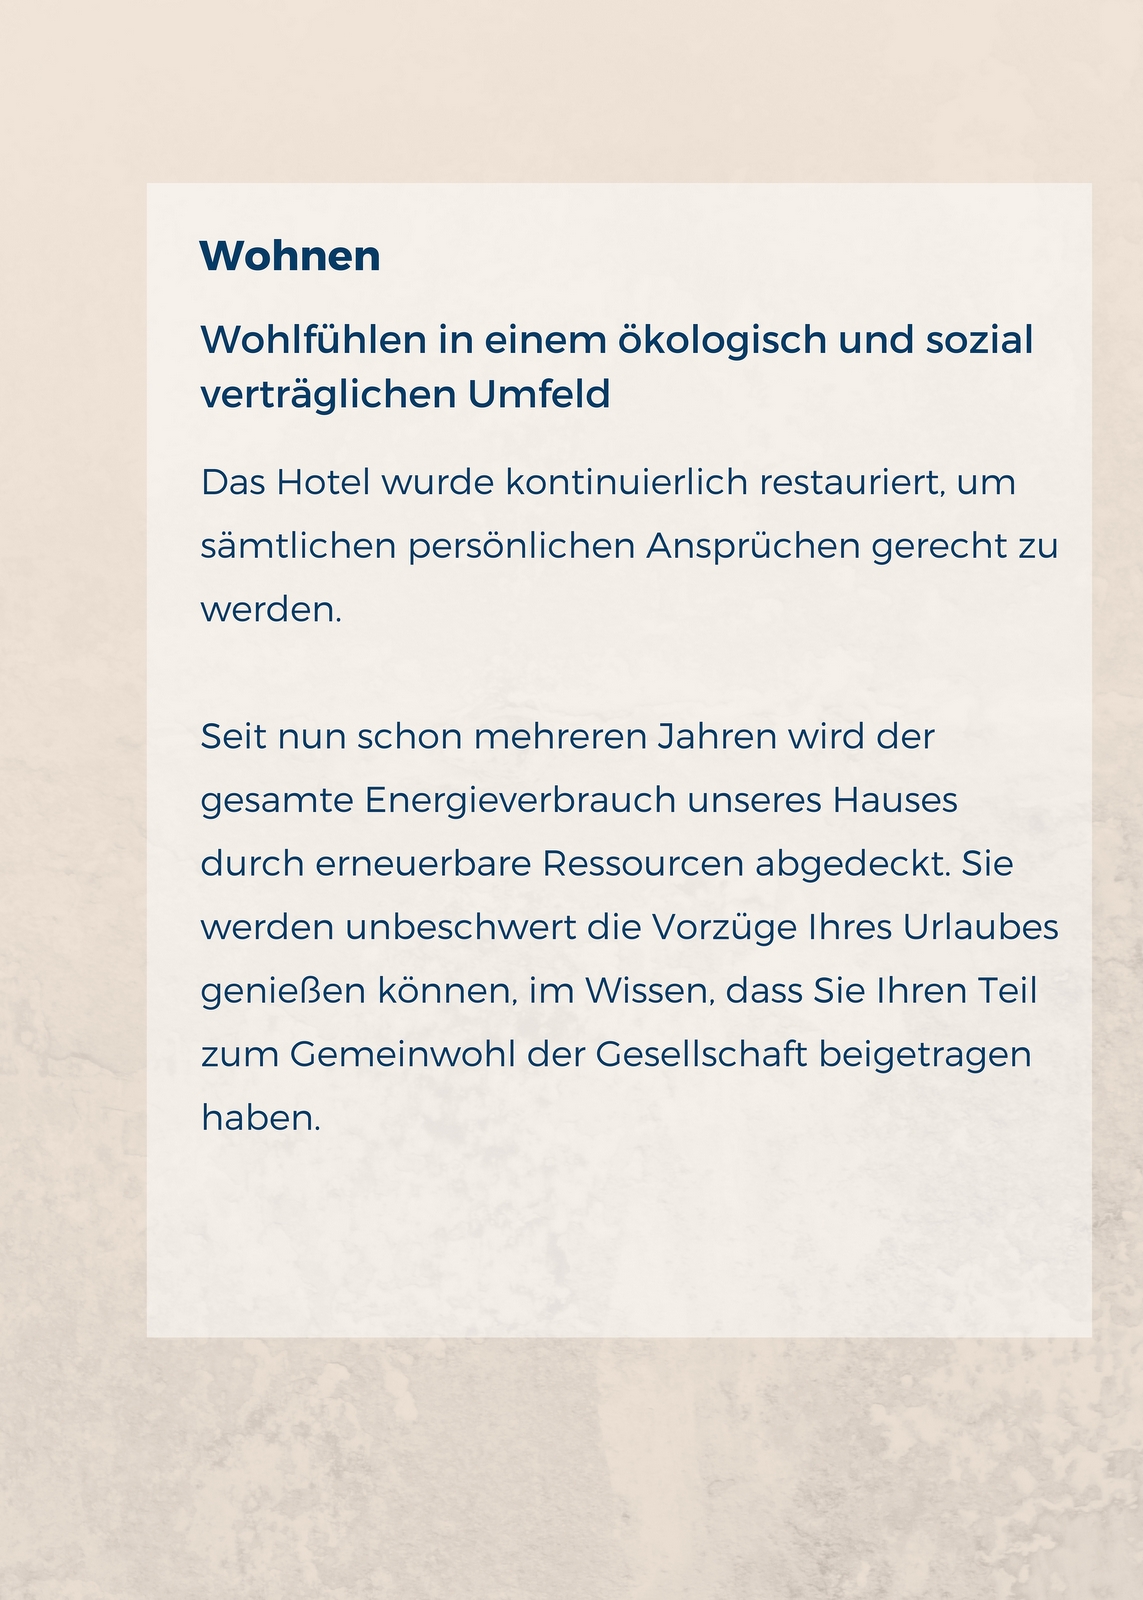 Wohnen
Wohlfühlen in einem ökologisch und sozial
verträglichen Umfeld
Das Hotel wurde kontinuierlich restauriert, um
sämtlichen persönlichen Ansprüchen gerecht zu
werden.
Seit nun schon mehreren Jahren wird der
gesamte Energieverbrauch unseres Hauses
durch erneuerbare Ressourcen abgedeckt. Sie
werden unbeschwert die Vorzüge Ihres Urlaubes
genießen können, im Wissen, dass Sie Ihren Teil
zum Gemeinwohl der Gesellschaft beigetragen
haben.